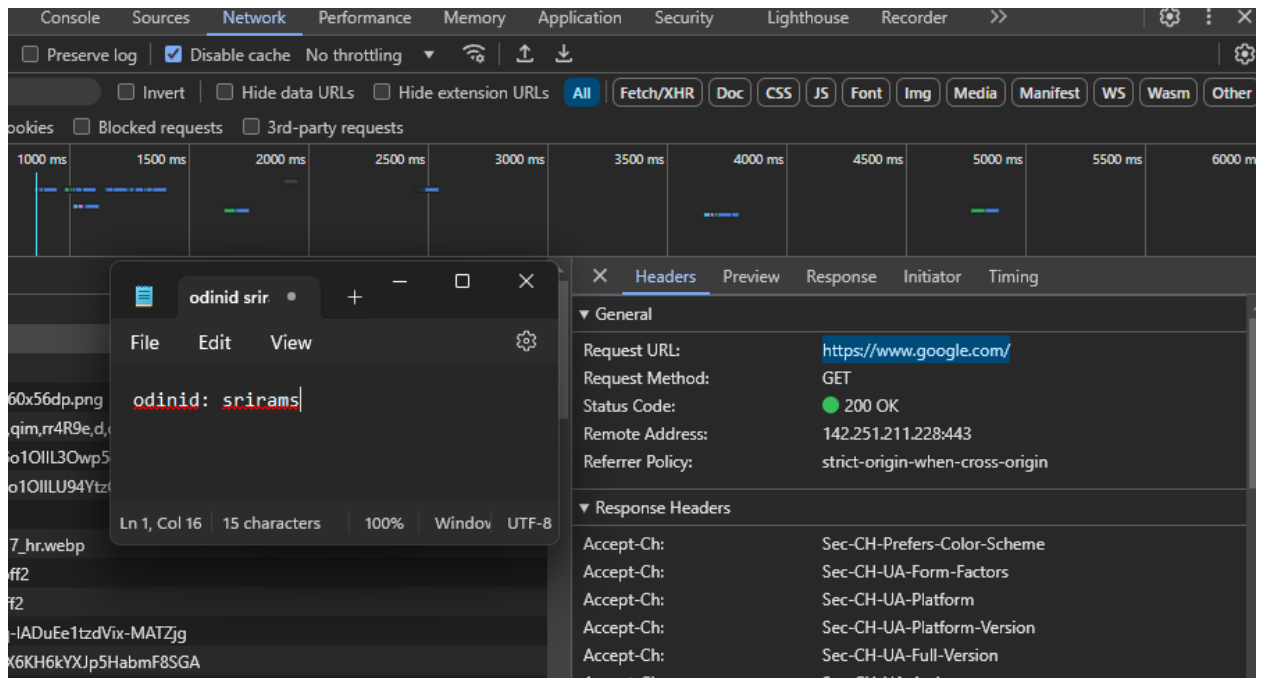 Console Sources Network Performance Memory Application Security Lighthouse Recorder
Preserve log Disable cache No throttling
Invert Hide data URLs Hide extension URLs All Fetch/XHR Doc CSS JS Font Img Media Manifest WS Wasm Other
ookies Blocked requests 3rd-party requests
1000 ms 1500 ms 2000 ms 2500 ms 3000 ms 3500 ms 4000 ms 4500 ms 5000 ms 5500 ms 6000 m
odinid srir
File Edit View
odinid: srirams
Ln 1, Col 16 15 characters 100% Window UTF-8
60x56dp.png
,qim,rr4R9e,d,
7_hr.webp
ff2
f2
-IADuEe1tzdVix-MATZjg
X6KH6kYXJp5HabmF8SGA
Headers Preview Response Initiator Timing
General
Request URL: https://www.google.com/
Request Method: GET
Status Code: 200 OK
Remote Address: 142.251.211.228:443
Referrer Policy: strict-origin-when-cross-origin
Response Headers
Accept-Ch: Sec-CH-Prefers-Color-Scheme
Accept-Ch: Sec-CH-UA-Form-Factors
Accept-Ch: Sec-CH-UA-Platform
Accept-Ch: Sec-CH-UA-Platform-Version
Accept-Ch: Sec-CH-UA-Full-Version